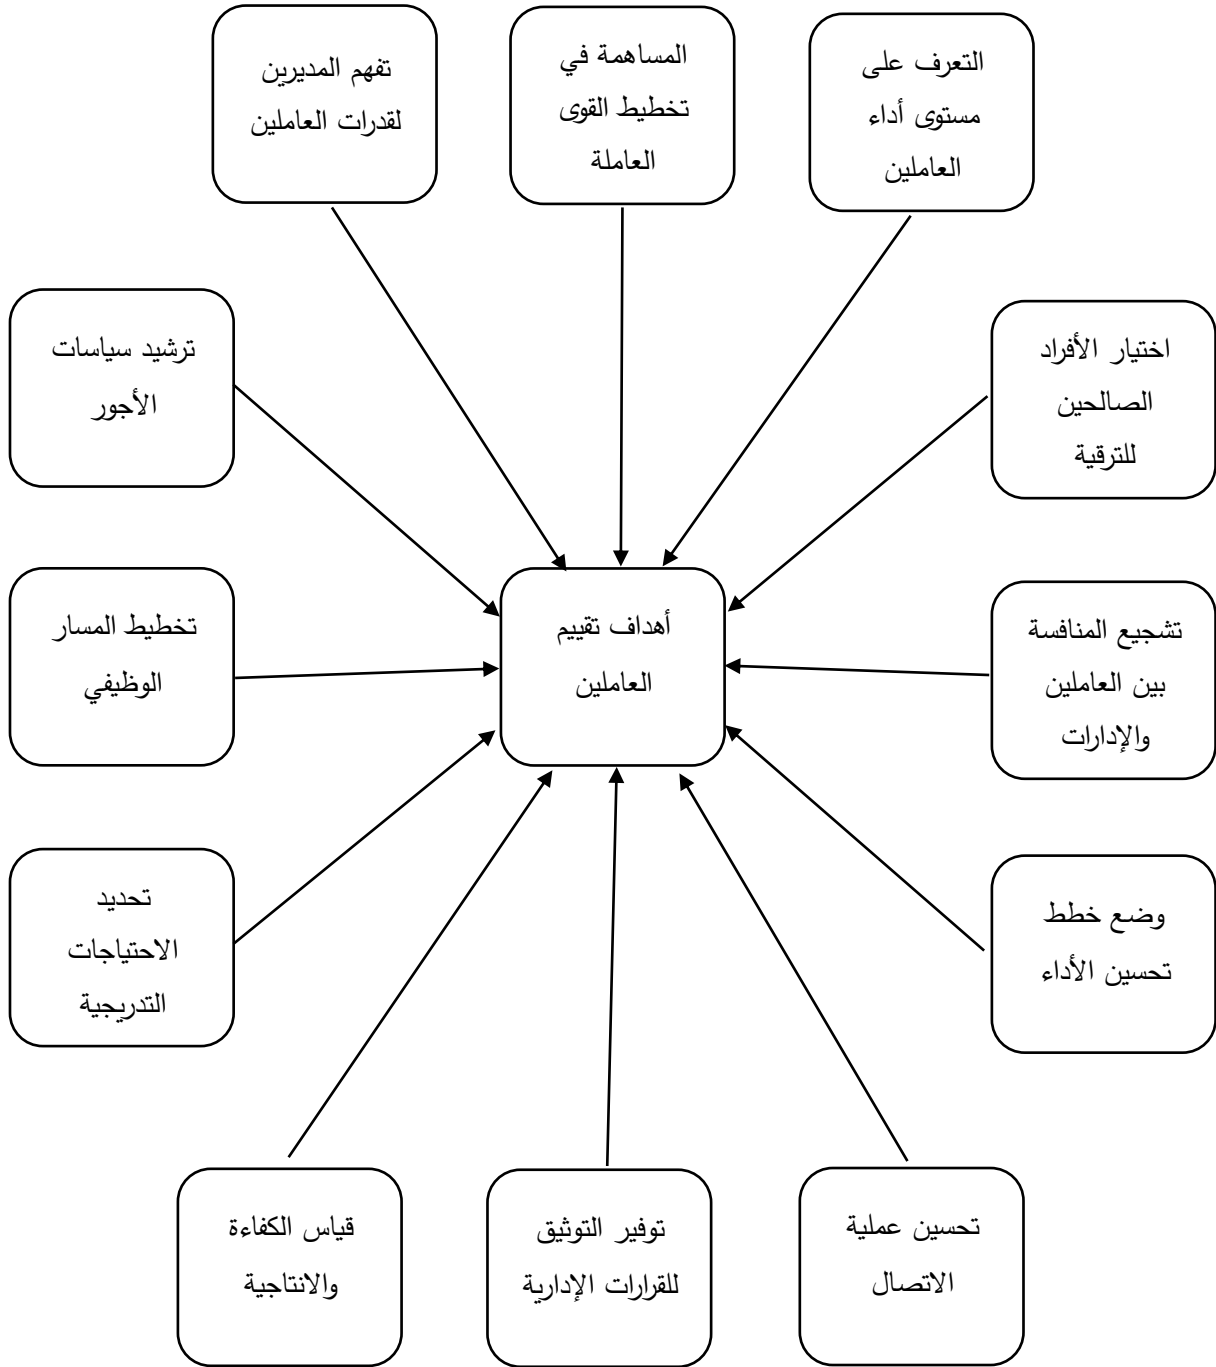 التعرف على
مستوى أداء
العاملين
المساهمة في
تخطيط القوى
العاملة
تفهم المديرين
لقدرات العاملين
اختيار الأفراد
الصالحين
للترقية
ترشيد سياسات
الأجور
تشجيع المنافسة
بين العاملين
والإدارات
أهداف تقييم
العاملين
تخطيط المسار
الوظيفي
وضع خطط
تحسين الأداء
تحديد
الاحتياجات
التدريجية
تحسين عملية
الاتصال
توفير التوثيق
للقرارات الإدارية
قياس الكفاءة
والانتاجية